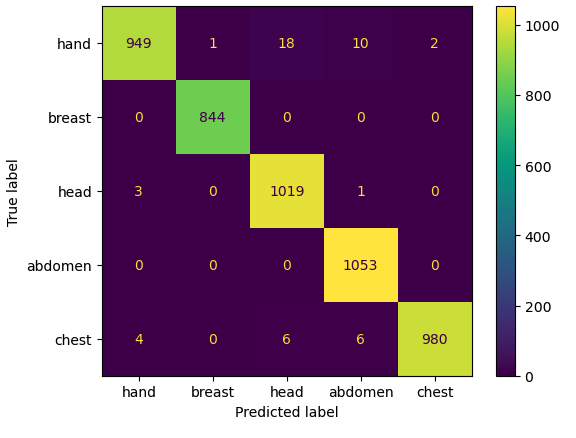 hand 949 1 18 10 2
breast 0 844 0 0 0
head 3 0 1019 1 0
abdomen 0 0 0 1053 0
chest 4 0 6 6 980
hand breast head abdomen chest
Predicted label
True label
1000
800
600
400
200
0